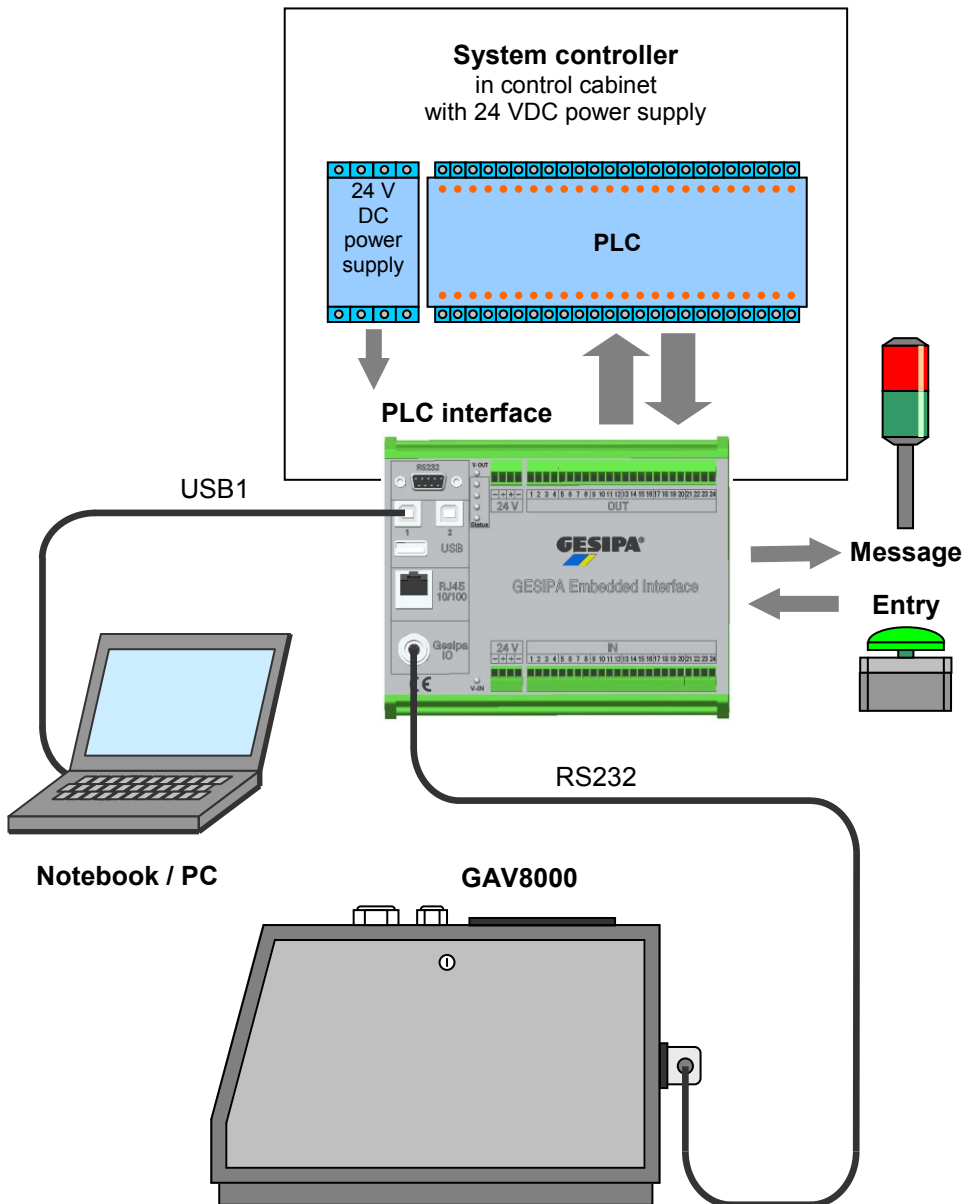 System controller
in control cabinet
with 24 VDC power supply
24 V
DC
power
supply
PLC
PLC interface
USB1
RS232
V-OUT
- + + -
1 2 3 4 5 6 7 8 9 10 11 12 13 14 15 16 17 18 19 20 21 22 23 24
24 V
OUT
Status
1
2
USB
GESIPA®
GESIPA Embedded Interface
RJ45
10/100
Gesipa
IO
24 V
IN
- + + -
1 2 3 4 5 6 7 8 9 10 11 12 13 14 15 16 17 18 19 20 21 22 23 24
CE
V-IN
Message
Entry
RS232
Notebook / PC
GAV8000